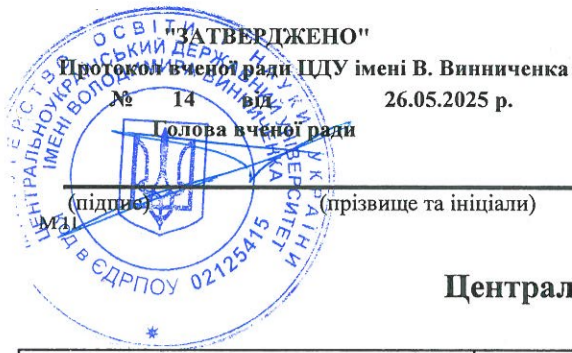 "ЗАТВЕРДЖЕНО"
Протокол вченої ради ЦДУ імені В. Винниченка
№ 14 від 26.05.2025 р.
Голова вченої ради
(підпис) (прізвище та ініціали)
М.П.
Централ
ОСВІТИ І НАУКИ УКРАЇНИ
ЦЕНТРАЛЬНОУКРАЇНСЬКИЙ ДЕРЖАВНИЙ УНІВЕРСИТЕТ
ІМЕНІ ВОЛОДИМИРА ВИННИЧЕНКА
КОД В ЄДРПОУ 02125415